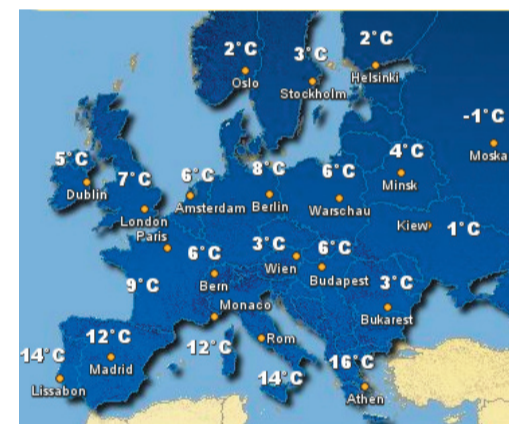 2°C
Oslo
3°C
Stockholm
2°C
Helsinki
-1°C
Moska
5°C
Dublin
7°C
London
6°C
Amsterdam
8°C
Berlin
6°C
Warschau
4°C
Minsk
Kiew
1°C
Paris
9°C
6°C
Bern
3°C
Wien
6°C
Budapest
3°C
Bukarest
Monaco
12°C
Rom
14°C
14°C
Lissabon
12°C
Madrid
16°C
Athen